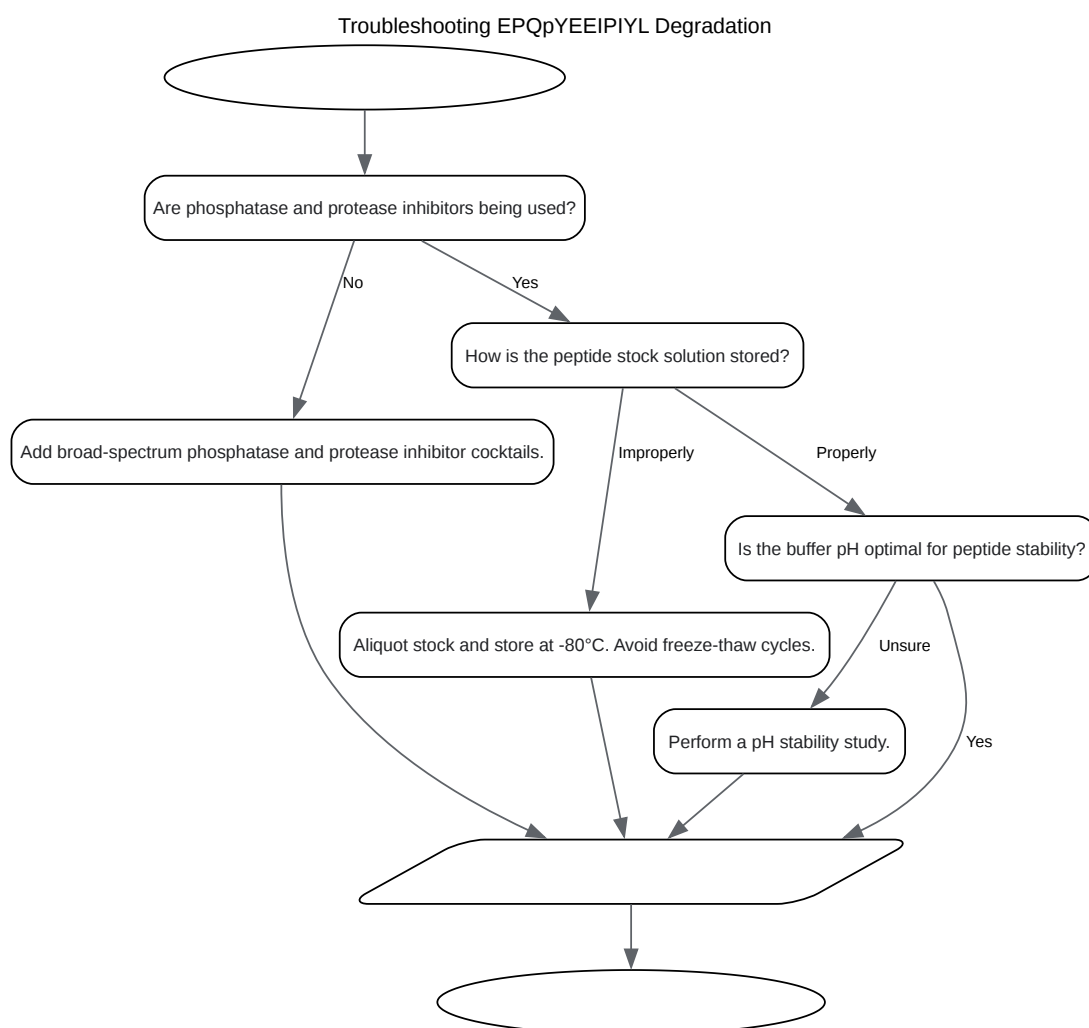 Troubleshooting EPQpYEEIPIYL Degradation
Are phosphatase and protease inhibitors being used?
No
Yes
How is the peptide stock solution stored?
Add broad-spectrum phosphatase and protease inhibitor cocktails.
Improperly
Properly
Is the buffer pH optimal for peptide stability?
Aliquot stock and store at -80°C. Avoid freeze-thaw cycles.
Unsure
Perform a pH stability study.
Yes